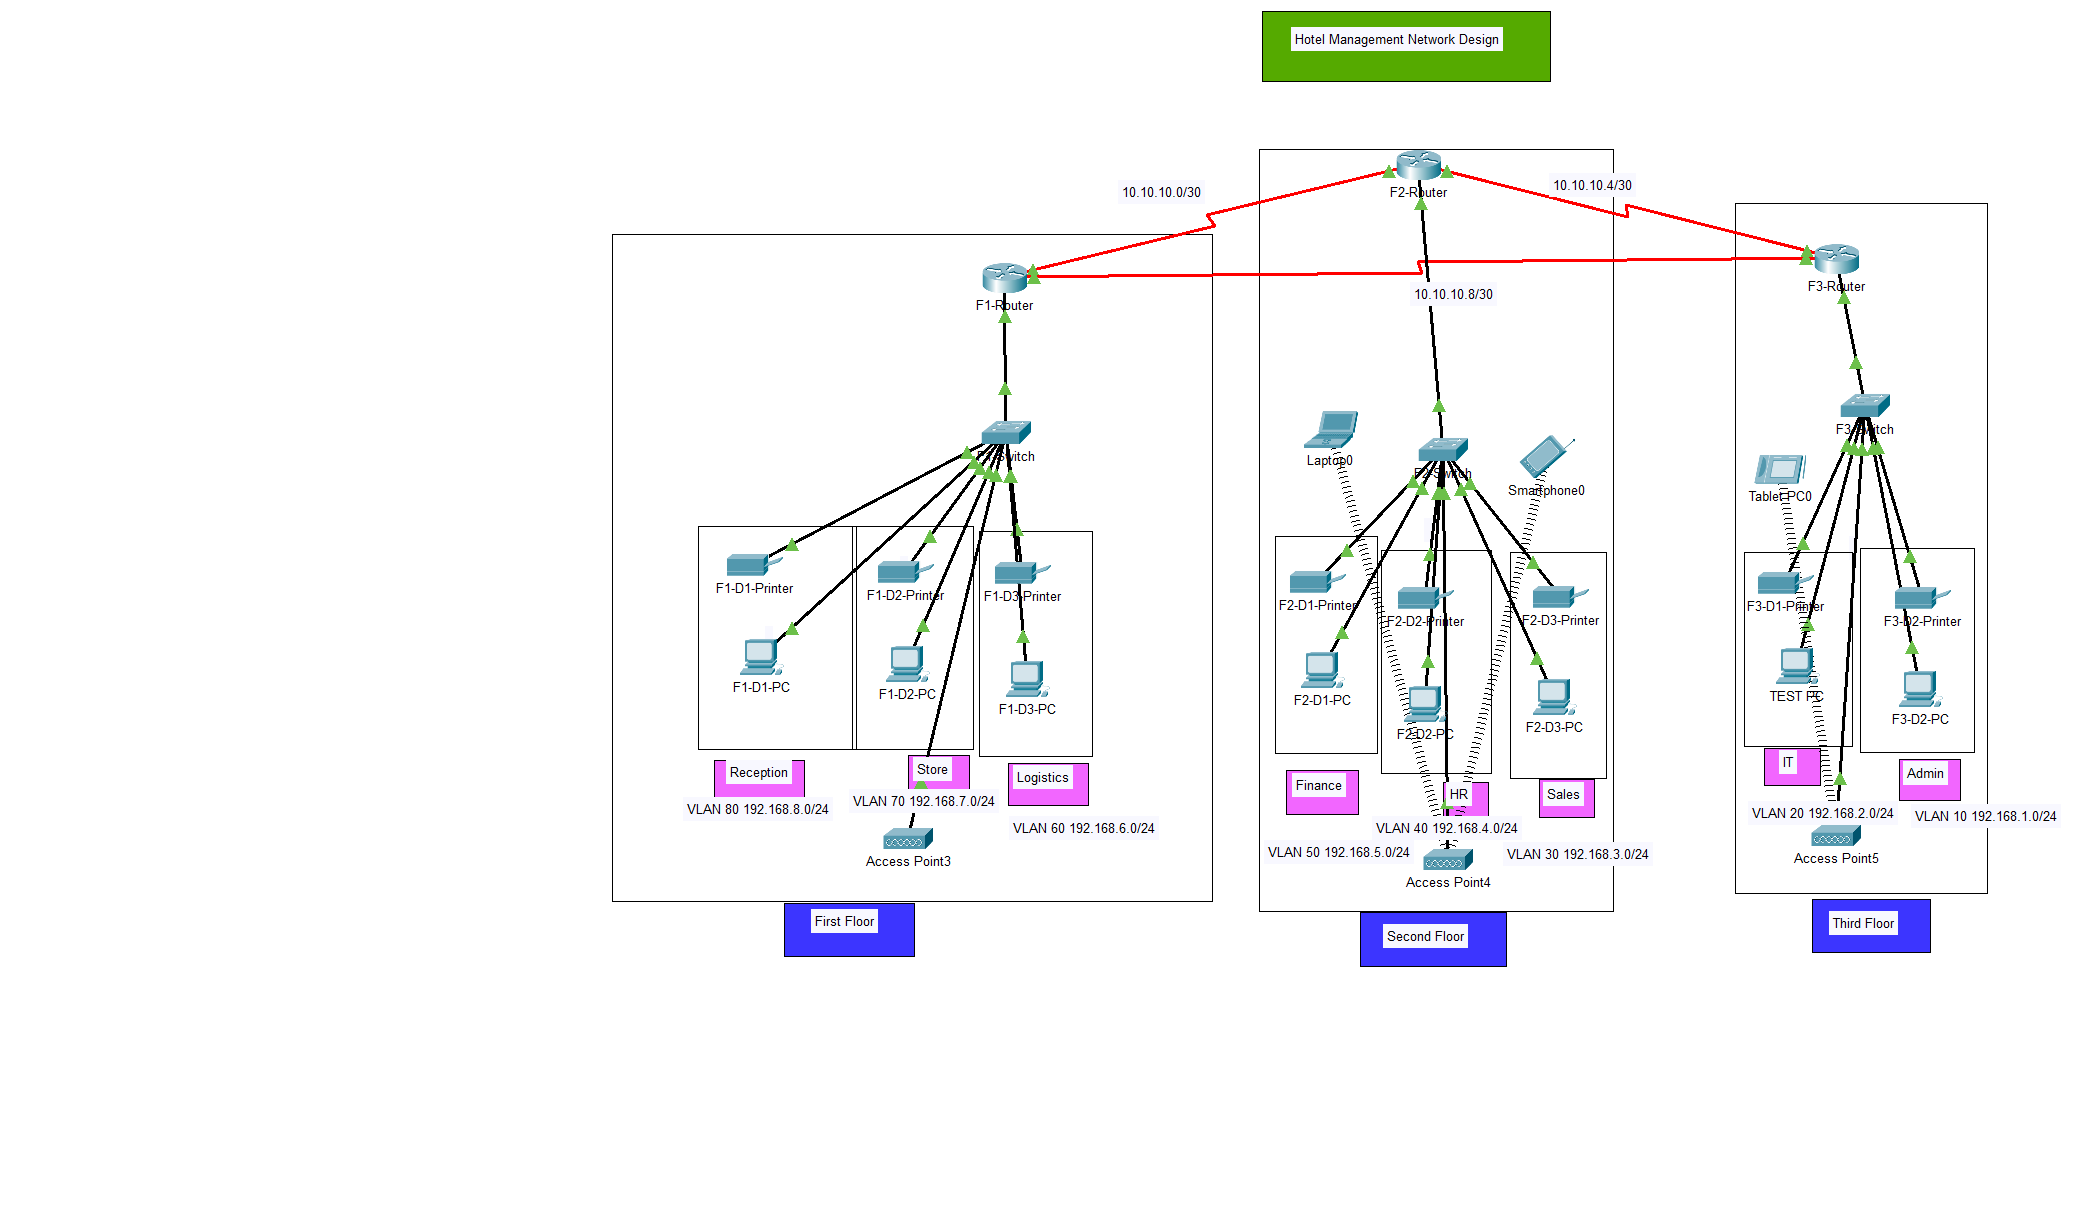 Hotel Management Network Design
10.10.10.0/30
F2-Router
10.10.10.4/30
F1-Router
10.10.10.8/30
F3-Router
F1-Switch
Laptop0
F2-Switch
Smartphone0
F3-Switch
Tablet PC0
F1-D1-Printer
F1-D2-Printer
F1-D3-Printer
F1-D1-PC
F1-D2-PC
F1-D3-PC
Reception
Store
Logistics
VLAN 80 192.168.8.0/24
VLAN 70 192.168.7.0/24
VLAN 60 192.168.6.0/24
Access Point3
First Floor
F2-D1-Printer
F2-D2-Printer
F2-D3-Printer
F2-D1-PC
F2-D2-PC
F2-D3-PC
Finance
HR
Sales
VLAN 40 192.168.4.0/24
VLAN 50 192.168.5.0/24
VLAN 30 192.168.3.0/24
Access Point4
Second Floor
F3-D1-Printer
F3-D2-Printer
TEST PC
F3-D2-PC
IT
Admin
VLAN 20 192.168.2.0/24
VLAN 10 192.168.1.0/24
Access Point5
Third Floor